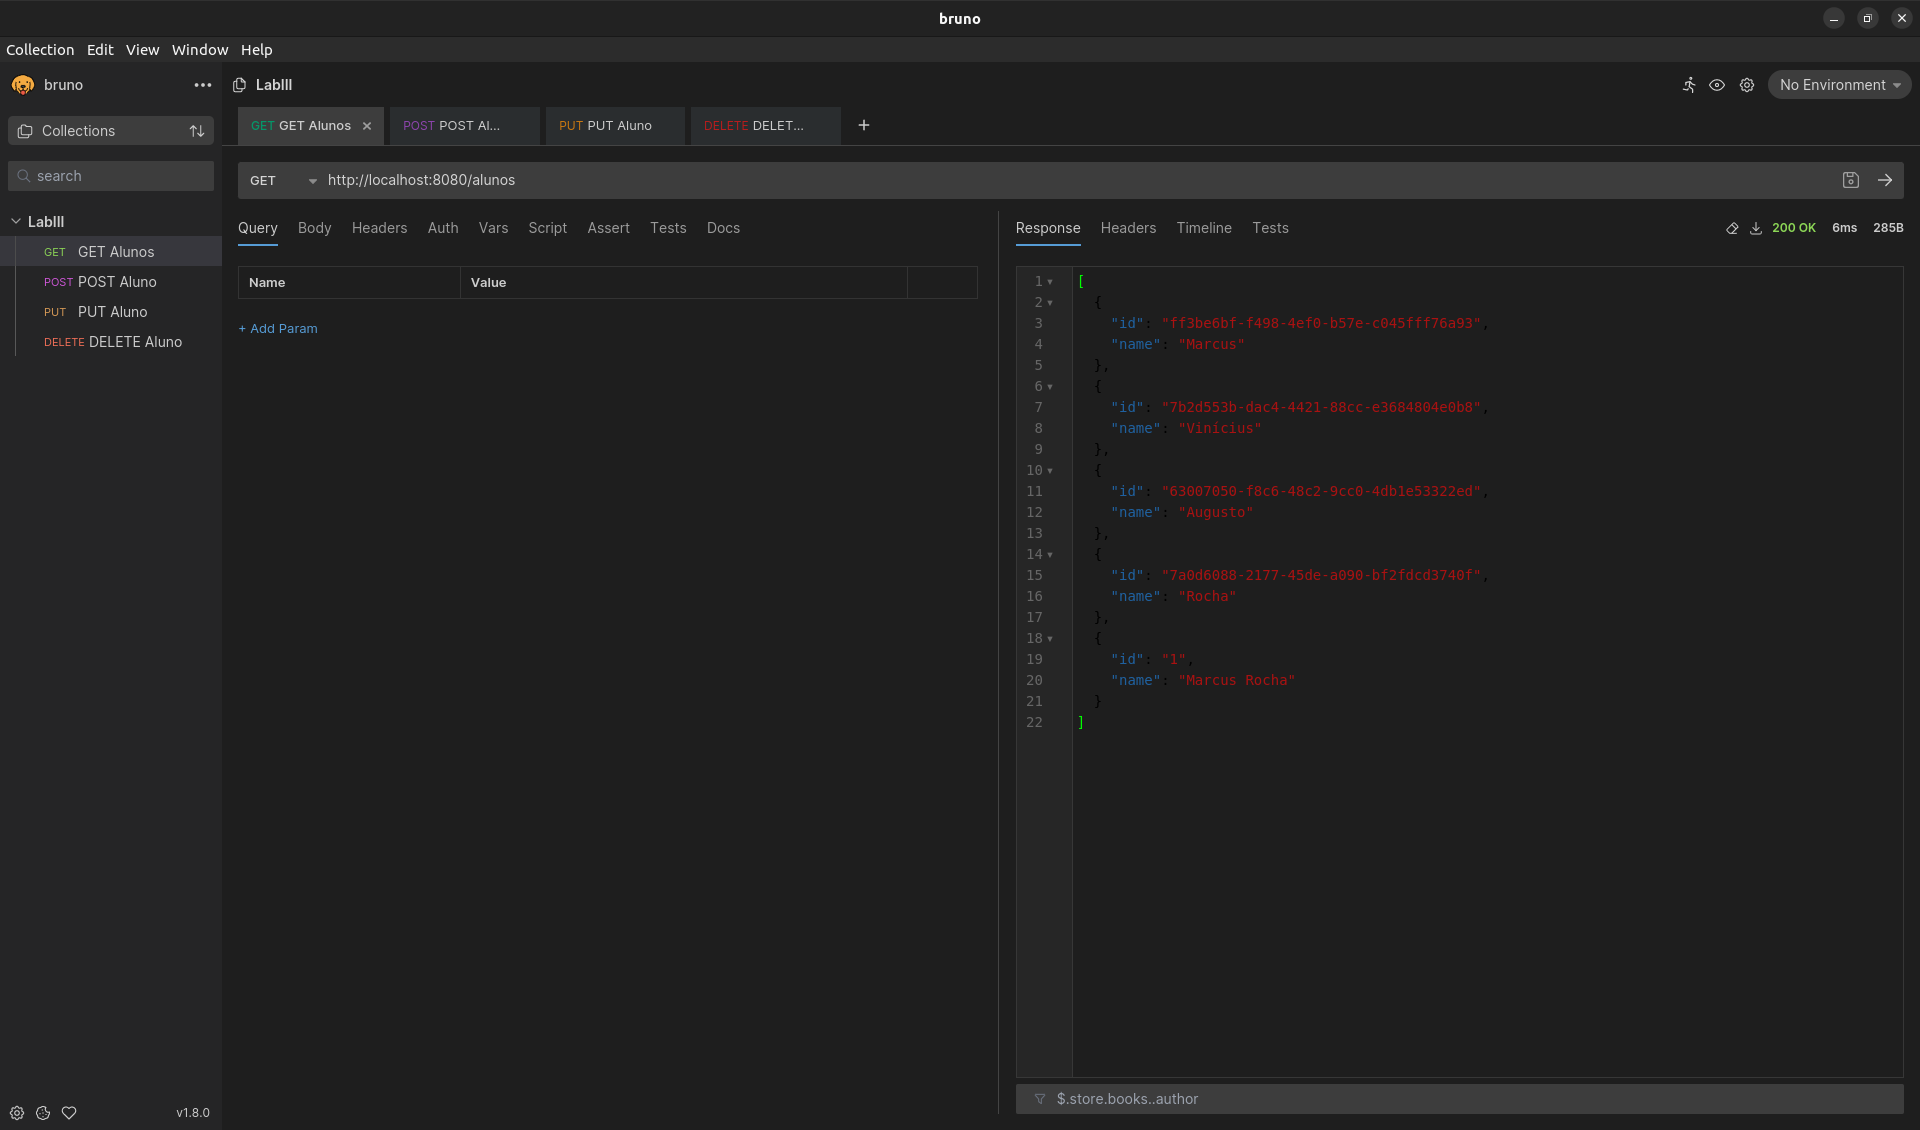 bruno
Collection Edit View Window Help
bruno
LabIII
No Environment
Collections
GET GET Alunos
POST POST Al...
PUT PUT Aluno
DELETE DELET...
search
GET http://localhost:8080/alunos
LabIII
GET GET Alunos
POST POST Aluno
PUT PUT Aluno
DELETE DELETE Aluno
Query Body Headers Auth Vars Script Assert Tests Docs
Name Value
+ Add Param
Response Headers Timeline Tests
200 OK 6ms 285B
1 [
2 {
3 "id": "ff3be6bf-f498-4ef0-b57e-c045fff76a93",
4 "name": "Marcus"
5 },
6 {
7 "id": "7b2d553b-dac4-4421-88cc-e3684804e0b8",
8 "name": "Vinícius"
9 },
10 {
11 "id": "63007050-f8c6-48c2-9cc0-4db1e53322ed",
12 "name": "Augusto"
13 },
14 {
15 "id": "7a0d6088-2177-45de-a090-bf2fdcd3740f",
16 "name": "Rocha"
17 },
18 {
19 "id": "1",
20 "name": "Marcus Rocha"
21 }
22 ]
$.store.books..author
v1.8.0